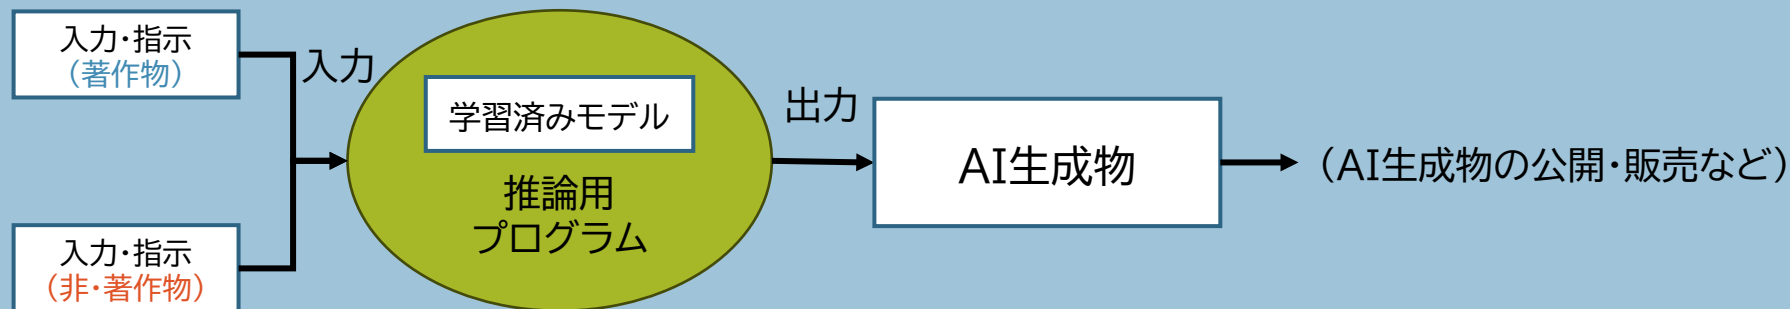 入力・指示
（著作物）
入力
学習済みモデル
推論用
プログラム
出力
AI生成物
（AI生成物の公開・販売など）
入力・指示
（非・著作物）